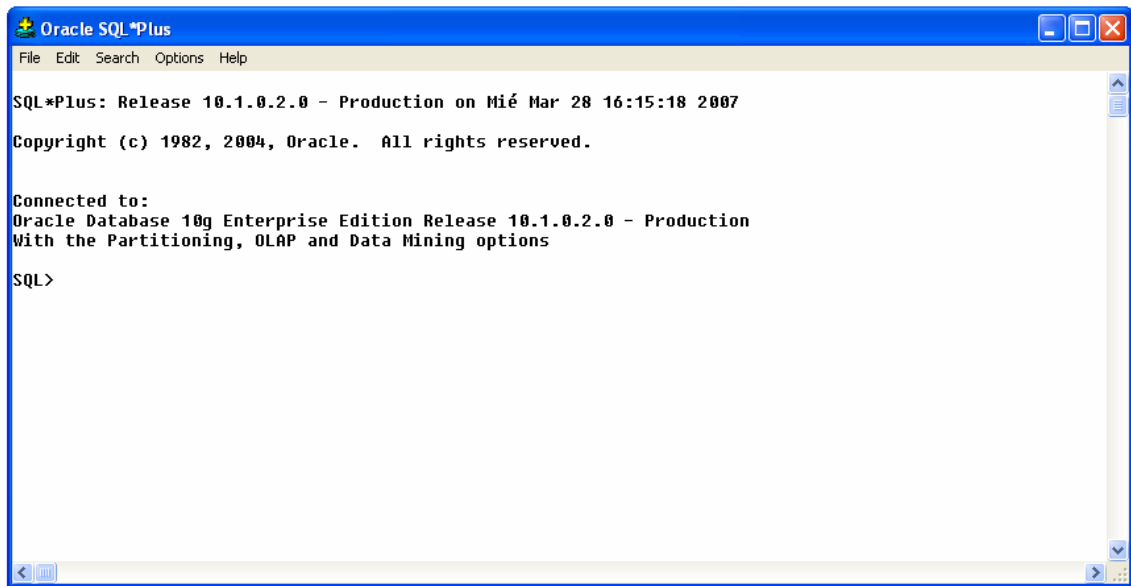 Oracle SQL*Plus
File Edit Search Options Help
SQL*Plus: Release 10.1.0.2.0 - Production on Mié Mar 28 16:15:18 2007
Copyright (c) 1982, 2004, Oracle.  All rights reserved.
Connected to:
Oracle Database 10g Enterprise Edition Release 10.1.0.2.0 - Production
With the Partitioning, OLAP and Data Mining options
SQL>